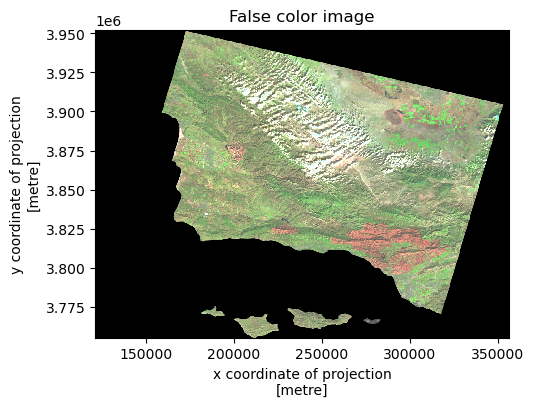 False color image
1e6
3.950
3.925
3.900
3.875
3.850
3.825
3.800
3.775
y coordinate of projection
[metre]
150000 200000 250000 300000 350000
x coordinate of projection
[metre]